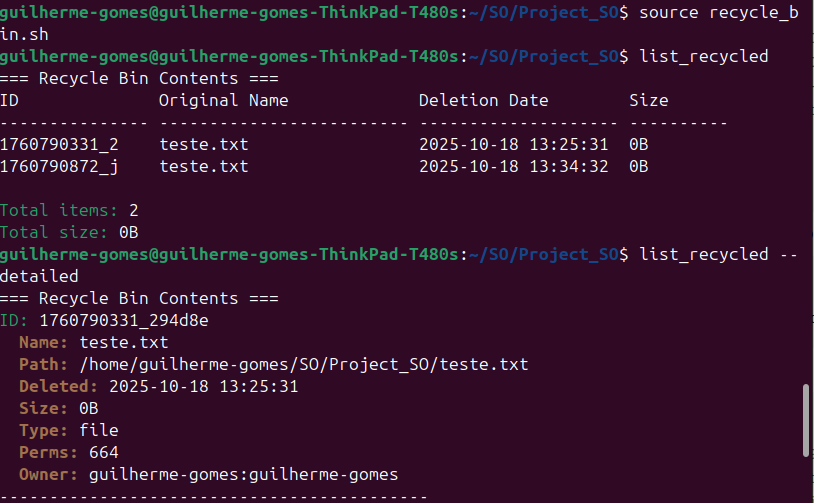 guilherme-gomes@guilherme-gomes-ThinkPad-T480s:~/SO/Project_SO$ source recycle_b
in.sh
guilherme-gomes@guilherme-gomes-ThinkPad-T480s:~/SO/Project_SO$ list_recycled
=== Recycle Bin Contents ===
ID              Original Name             Deletion Date        Size
--------------- ------------------------- -------------------- ----------
1760790331_2    teste.txt                 2025-10-18 13:25:31  0B
1760790872_j    teste.txt                 2025-10-18 13:34:32  0B
Total items: 2
Total size: 0B
guilherme-gomes@guilherme-gomes-ThinkPad-T480s:~/SO/Project_SO$ list_recycled --
detailed
=== Recycle Bin Contents ===
ID: 1760790331_294d8e
  Name: teste.txt
  Path: /home/guilherme-gomes/SO/Project_SO/teste.txt
  Deleted: 2025-10-18 13:25:31
  Size: 0B
  Type: file
  Perms: 664
  Owner: guilherme-gomes:guilherme-gomes
-------------------------------------------